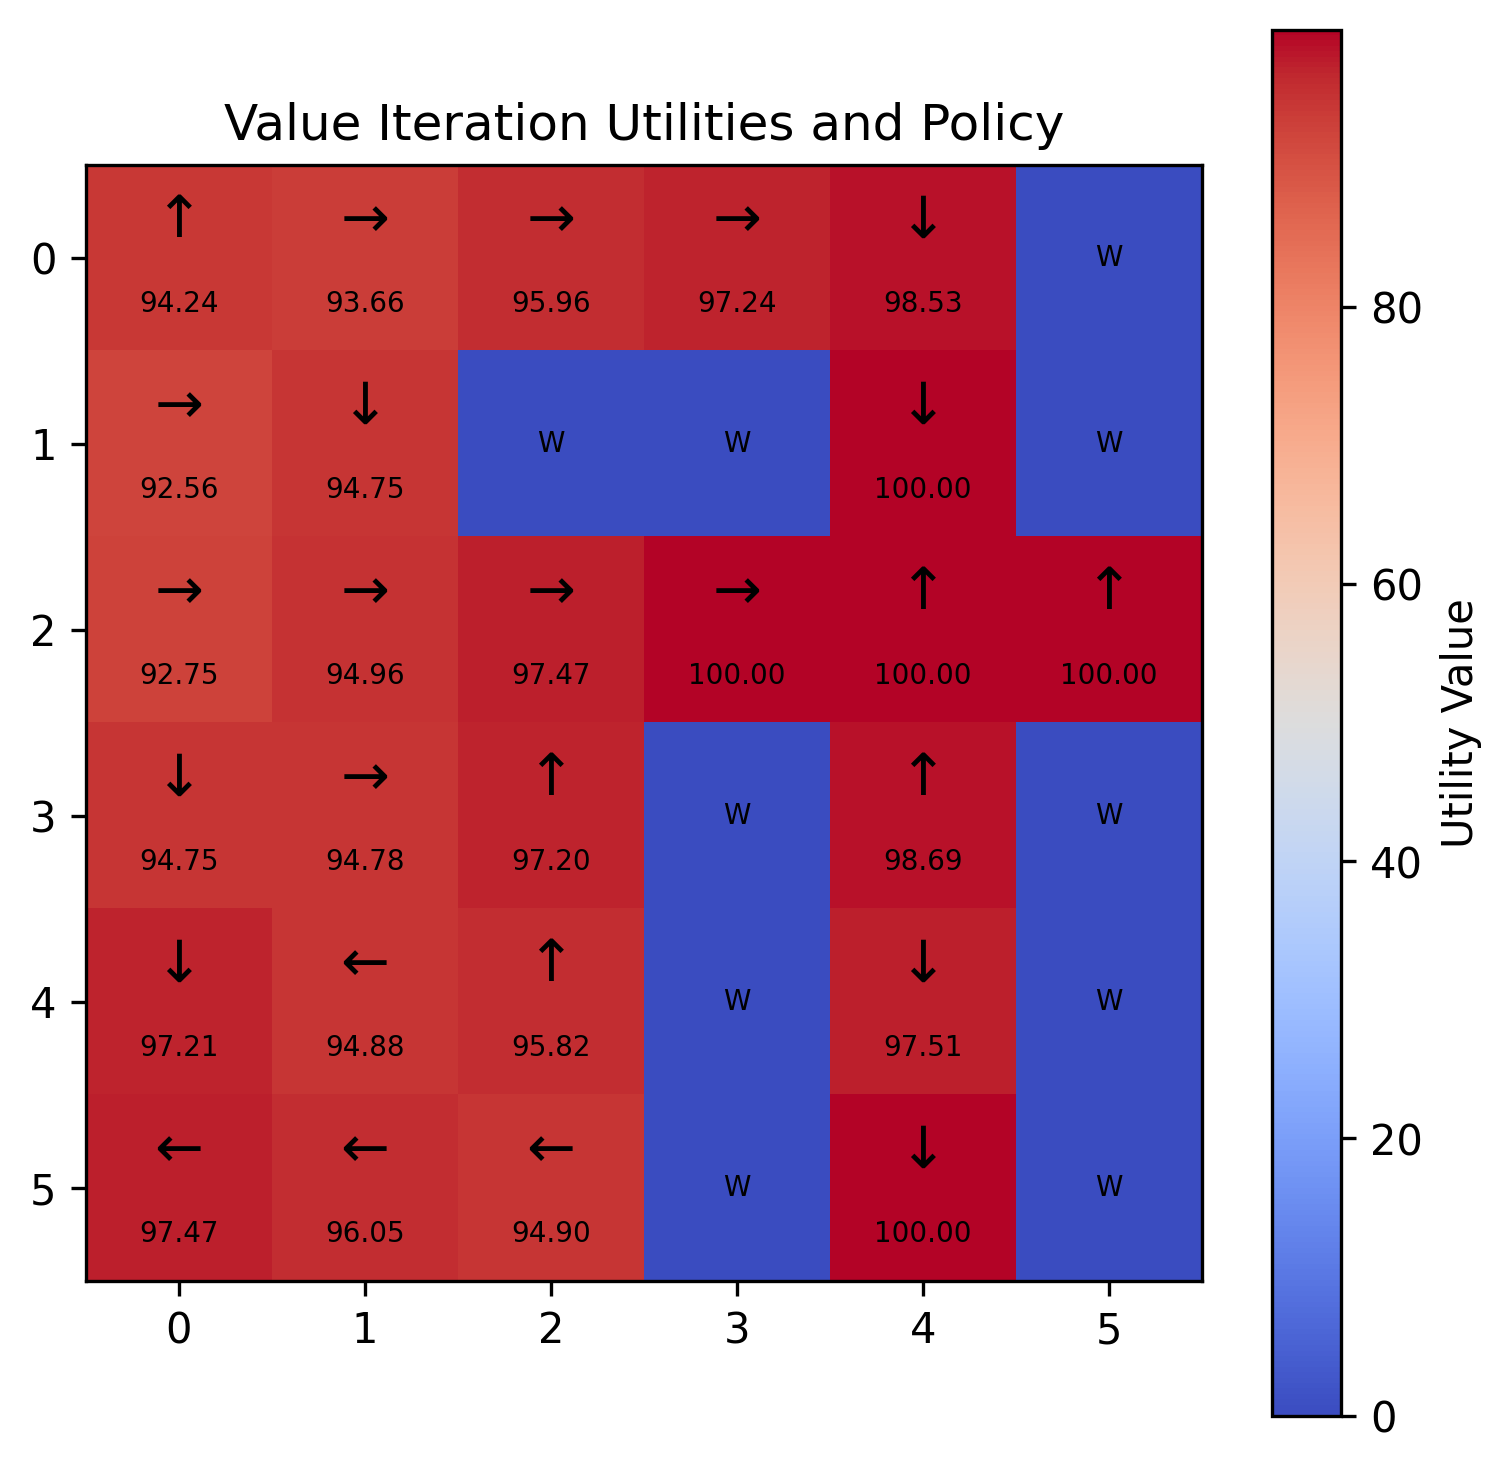 Value Iteration Utilities and Policy
↑ → → → ↓
0 W
94.24 93.66 95.96 97.24 98.53
→ ↓ ↓
1 W W W
92.56 94.75 100.00
→ → → → ↑ ↑
2
92.75 94.96 97.47 100.00 100.00 100.00
↓ → ↑ ↑
3 W W
94.75 94.78 97.20 98.69
↓ ← ↑ ↓
4 W W
97.21 94.88 95.82 97.51
← ← ← ↓
5 W W
97.47 96.05 94.90 100.00
0 1 2 3 4 5
80
60
40
20
0
Utility Value